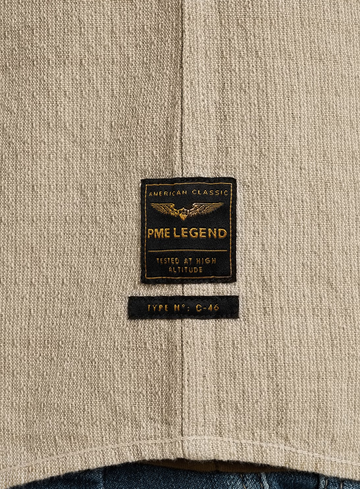 AMERICAN CLASSIC
PME LEGEND
TESTED AT HIGH
ALTITUDE
TYPE Nº: C-46